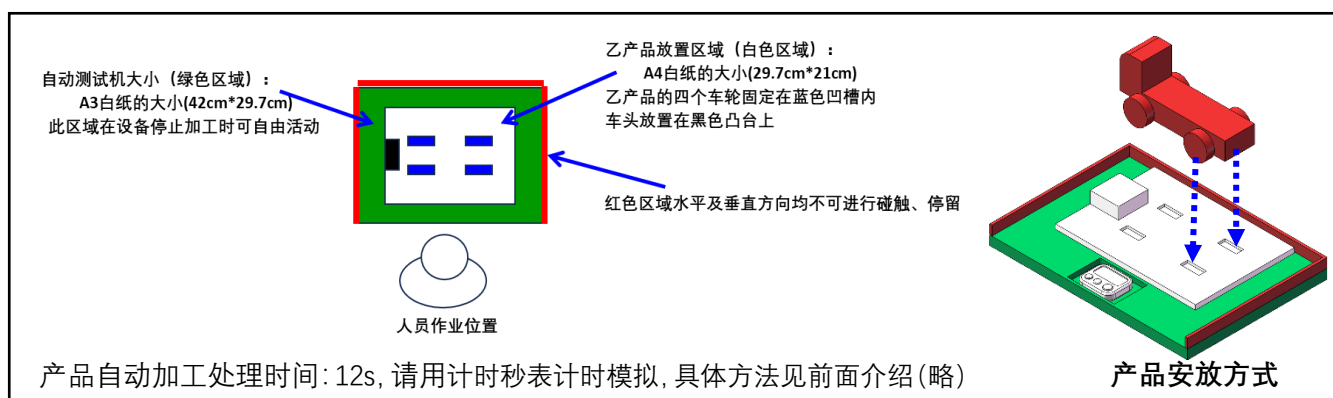 自动测试机大小（绿色区域）：
A3白纸的大小(42cm*29.7cm)
此区域在设备停止加工时可自由活动
乙产品放置区域（白色区域）：
A4白纸的大小(29.7cm*21cm)
乙产品的四个车轮固定在蓝色凹槽内
车头放置在黑色凸台上
红色区域水平及垂直方向均不可进行碰触、停留
人员作业位置
产品自动加工处理时间：12s, 请用计时秒表计时模拟, 具体方法见前面介绍(略)
产品安放方式